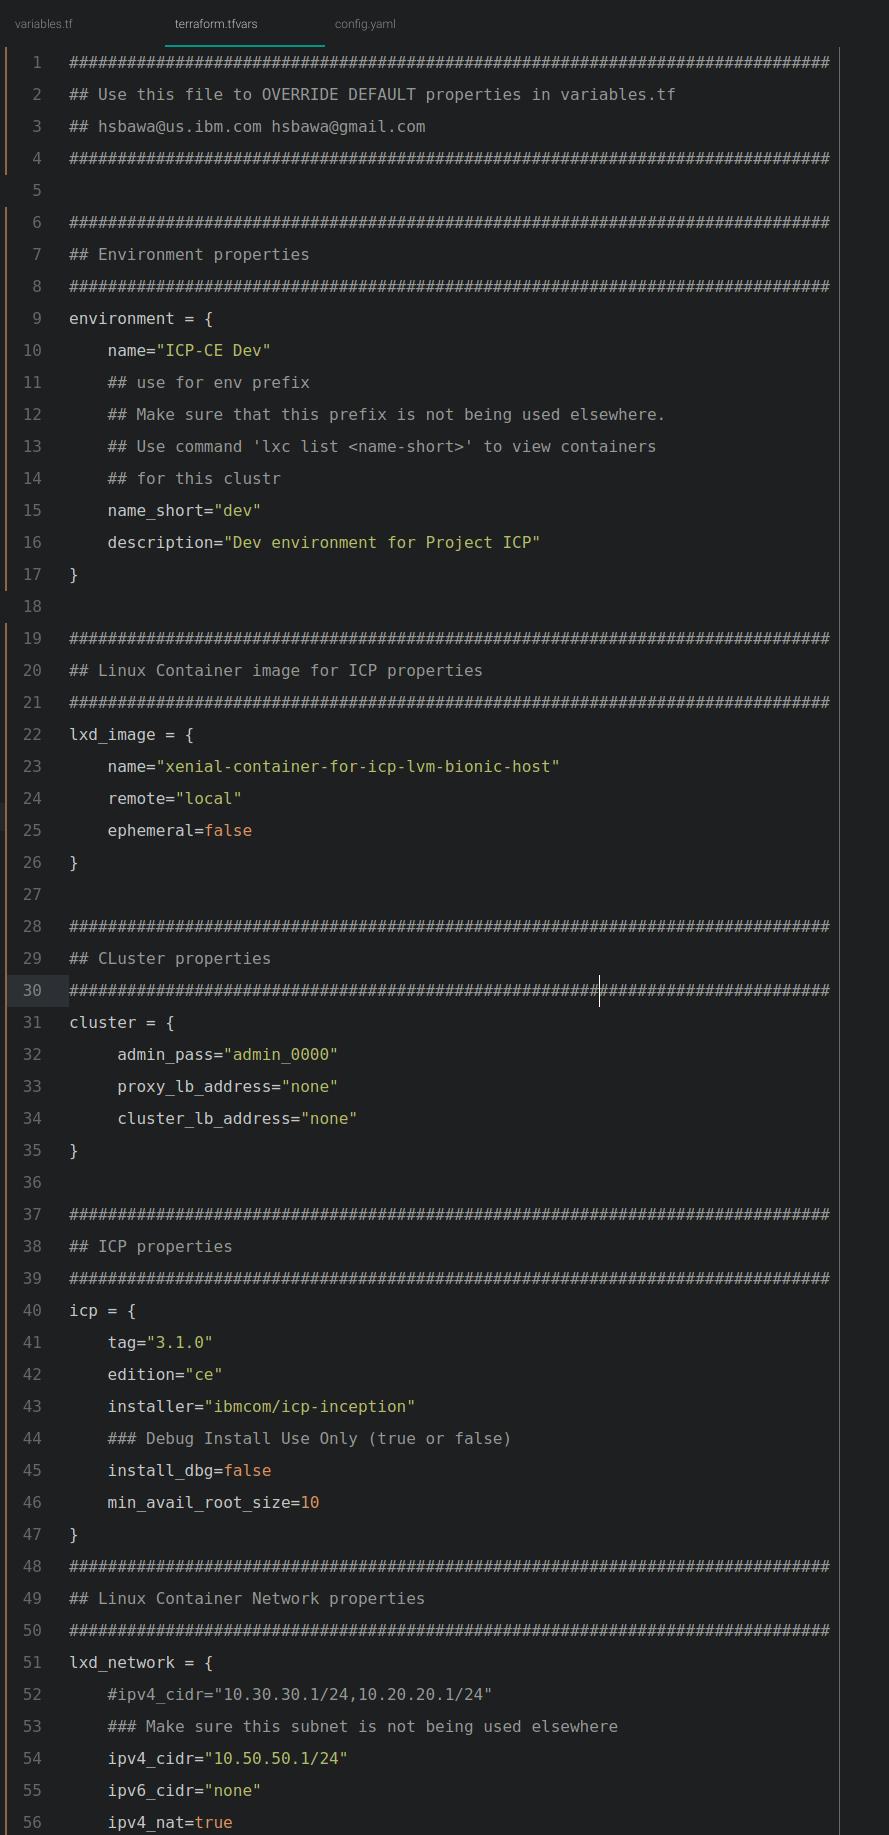 variables.tf terraform.tfvars config.yaml
1 ###############################################################################
2 ## Use this file to OVERRIDE DEFAULT properties in variables.tf
3 ## hsbawa@us.ibm.com hsbawa@gmail.com
4 ###############################################################################
5
6 ###############################################################################
7 ## Environment properties
8 ###############################################################################
9 environment = {
10     name="ICP-CE Dev"
11     ## use for env prefix
12     ## Make sure that this prefix is not being used elsewhere.
13     ## Use command 'lxc list <name-short>' to view containers
14     ## for this clustr
15     name_short="dev"
16     description="Dev environment for Project ICP"
17 }
18
19 ###############################################################################
20 ## Linux Container image for ICP properties
21 ###############################################################################
22 lxd_image = {
23     name="xenial-container-for-icp-lvm-bionic-host"
24     remote="local"
25     ephemeral=false
26 }
27
28 ###############################################################################
29 ## CLuster properties
30 ###############################################################################
31 cluster = {
32      admin_pass="admin_0000"
33      proxy_lb_address="none"
34      cluster_lb_address="none"
35 }
36
37 ###############################################################################
38 ## ICP properties
39 ###############################################################################
40 icp = {
41     tag="3.1.0"
42     edition="ce"
43     installer="ibmcom/icp-inception"
44     ### Debug Install Use Only (true or false)
45     install_dbg=false
46     min_avail_root_size=10
47 }
48 ###############################################################################
49 ## Linux Container Network properties
50 ###############################################################################
51 lxd_network = {
52     #ipv4_cidr="10.30.30.1/24,10.20.20.1/24"
53     ### Make sure this subnet is not being used elsewhere
54     ipv4_cidr="10.50.50.1/24"
55     ipv6_cidr="none"
56     ipv4_nat=true